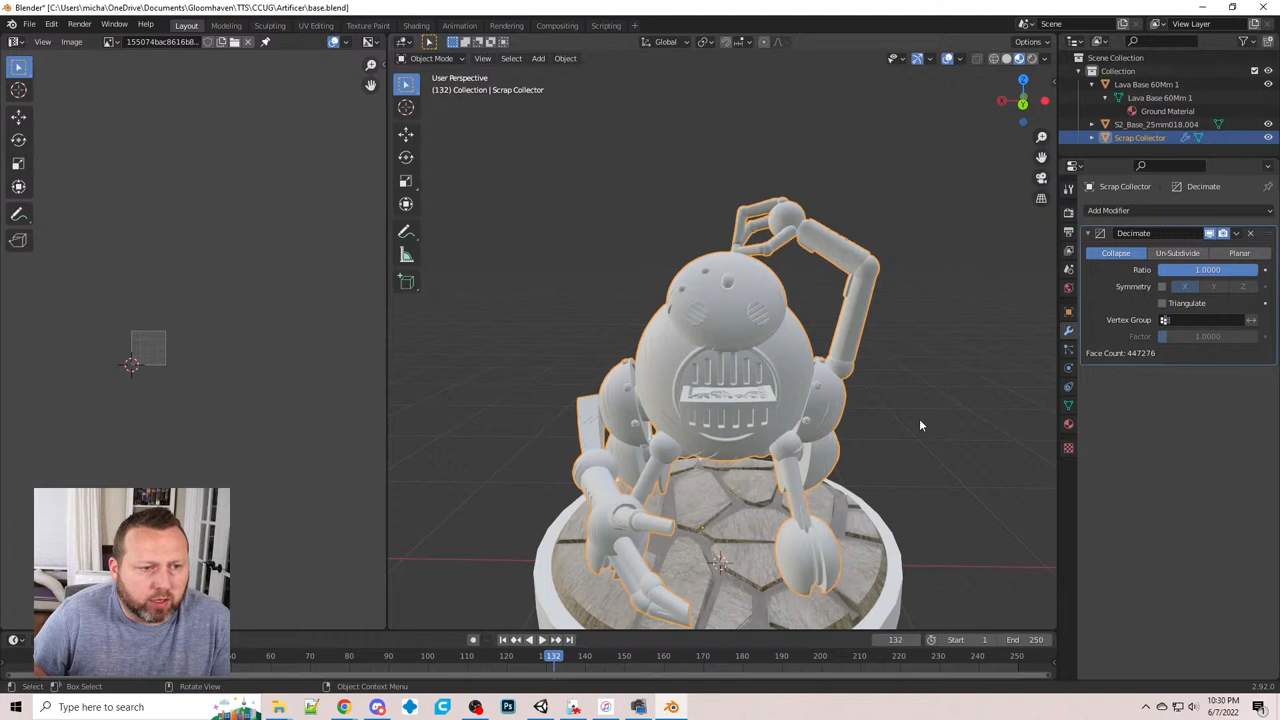 Blender* [C:\Users\micha\OneDrive\Documents\Gloomhaven\TTS\CCUG\Artificer\base.blend]
File Edit Render Window Help Layout Modeling Sculpting UV Editing Texture Paint Shading Animation Rendering Compositing Scripting + Scene View Layer
View Image 155074bac8616b8... Global Options
Object Mode View Select Add Object
User Perspective
(132) Collection | Scrap Collector
X
Z
Y
Scene Collection
Collection
Lava Base 60Mm 1
Lava Base 60Mm 1
Ground Material
S2_Base_25mm018.004
Scrap Collector
Scrap Collector Decimate
Add Modifier
Decimate
Collapse Un-Subdivide Planar
Ratio 1.0000
Symmetry X Y Z
Triangulate
Vertex Group
Factor 1.0000
Face Count: 447276
132 Start 1 End 250
50 60 70 80 90 100 110 120 132 140 150 160 170 180 190 200 210 220 230 240 250
Select Box Select Rotate View Object Context Menu 2.92.0
Type here to search
10:30 PM
6/7/2022